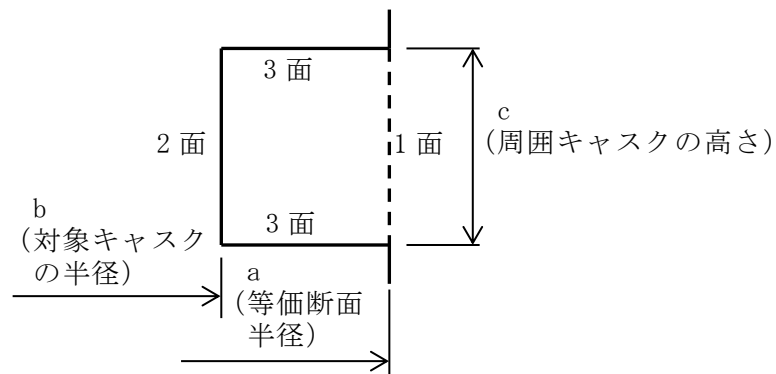 3 面
2 面
1 面
c
(周囲キャスクの高さ)
3 面
b
(対象キャスク
の半径)
a
(等価断面
半径)